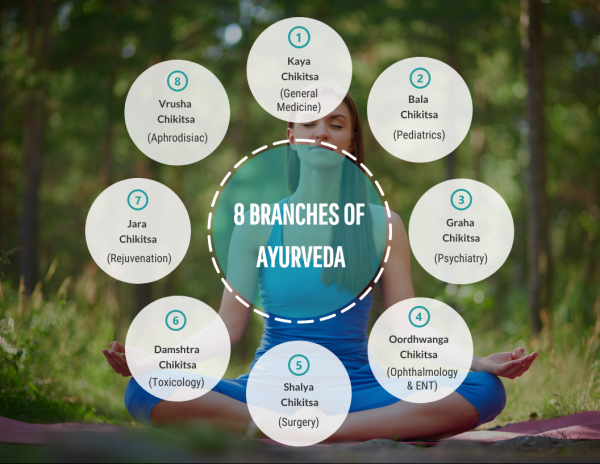 8 BRANCHES OF
AYURVEDA
1
Kaya
Chikitsa
(General
Medicine)
2
Bala
Chikitsa
(Pediatrics)
3
Graha
Chikitsa
(Psychiatry)
4
Oordhwanga
Chikitsa
(Ophthalmology
& ENT)
5
Shalya
Chikitsa
(Surgery)
6
Damshtra
Chikitsa
(Toxicology)
7
Jara
Chikitsa
(Rejuvenation)
8
Vrusha
Chikitsa
(Aphrodisiac)